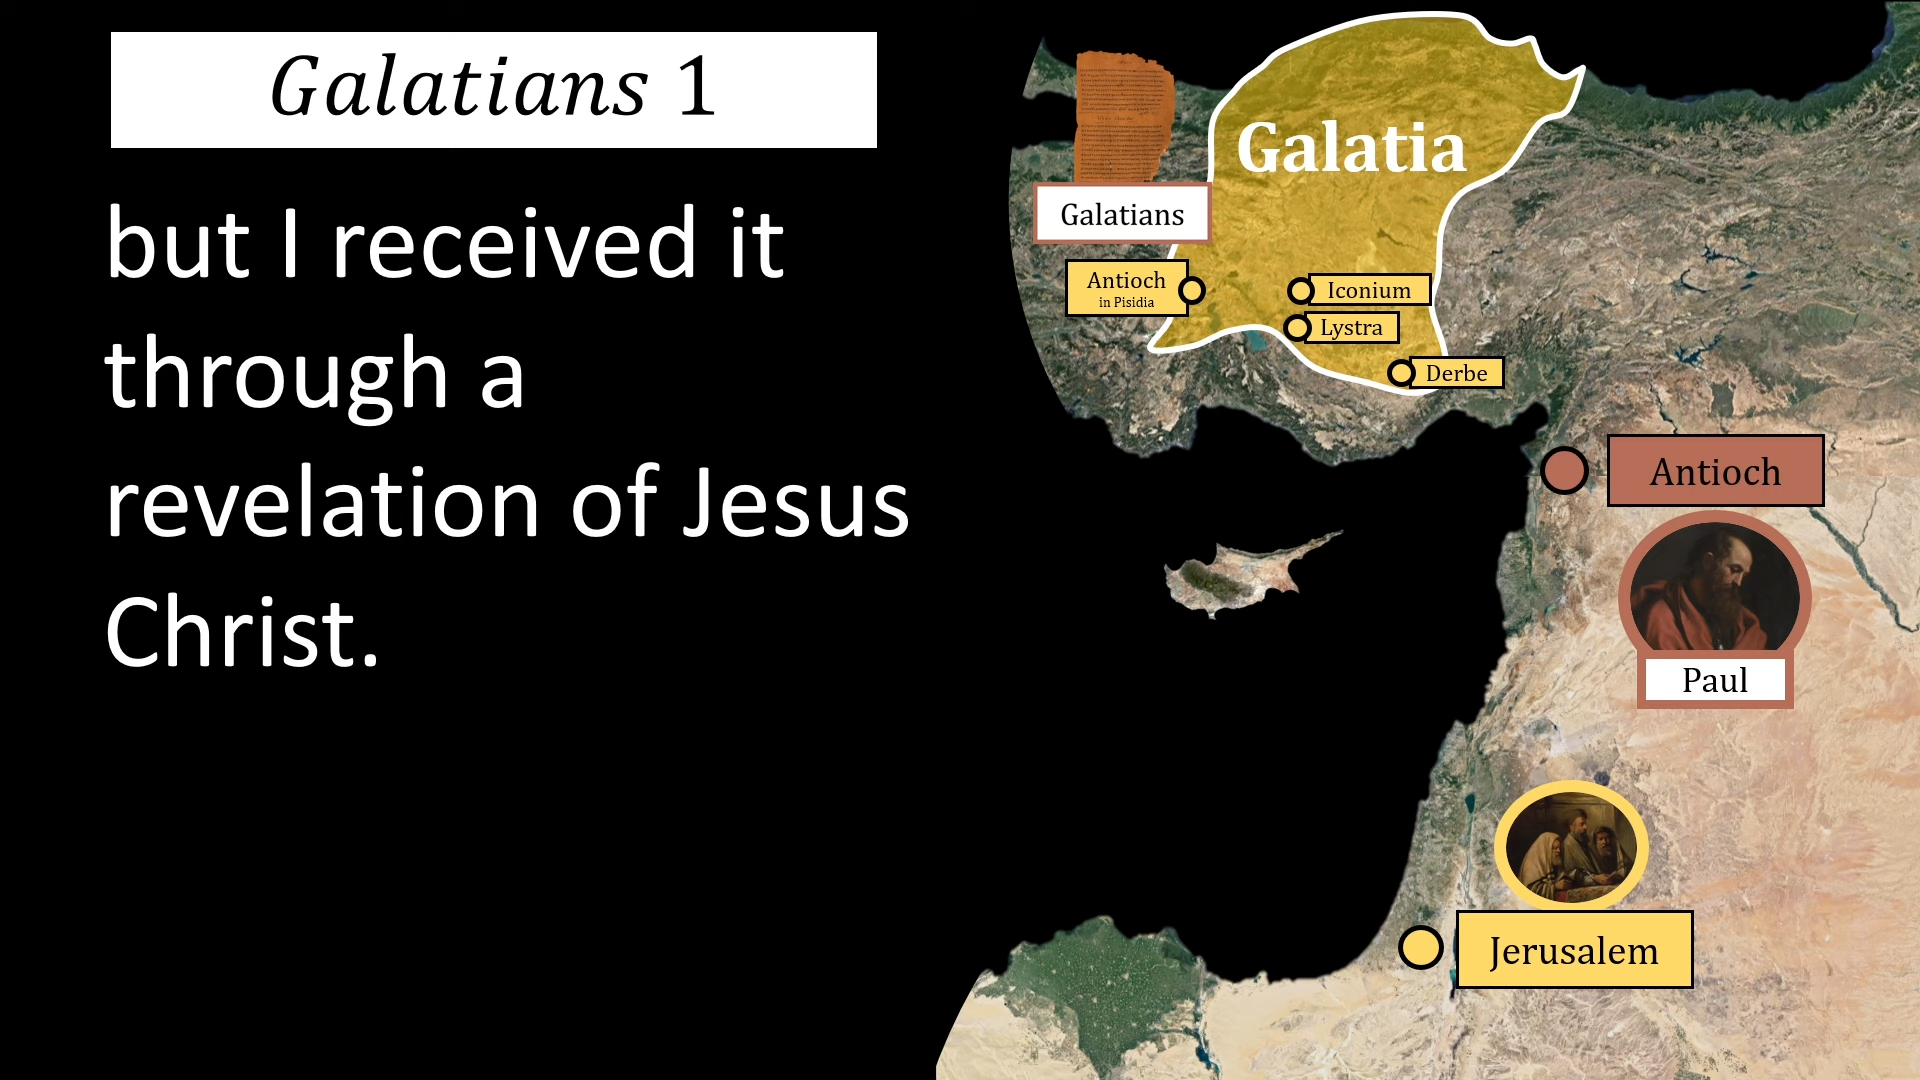 Galatians 1
but I received it
through a
revelation of Jesus
Christ.
Galatia
Galatians
Antioch
in Pisidia
Iconium
Lystra
Derbe
Antioch
Paul
Jerusalem